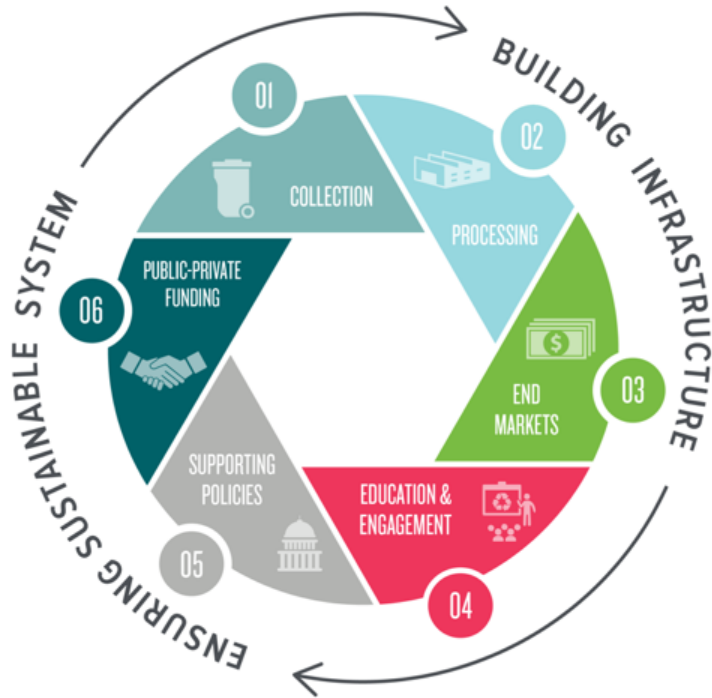 BUILDING INFRASTRUCTURE
ENSURING SUSTAINABLE SYSTEM
01
COLLECTION
02
PROCESSING
03
$
END
MARKETS
04
EDUCATION &
ENGAGEMENT
05
SUPPORTING
POLICIES
06
PUBLIC-PRIVATE
FUNDING